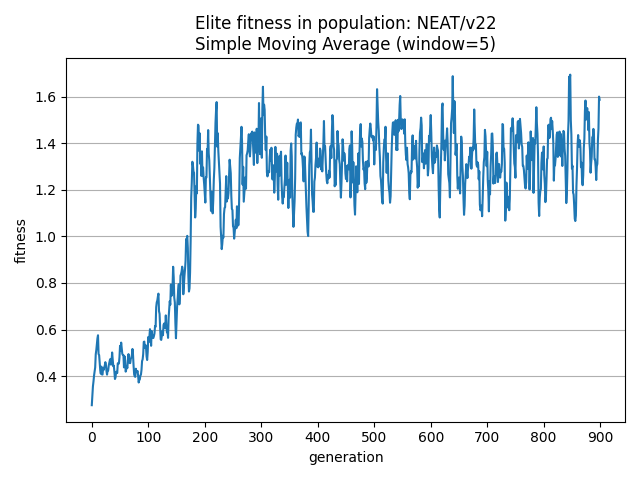 Elite fitness in population: NEAT/v22
Simple Moving Average (window=5)
fitness
1.6
1.4
1.2
1.0
0.8
0.6
0.4
0 100 200 300 400 500 600 700 800 900
generation